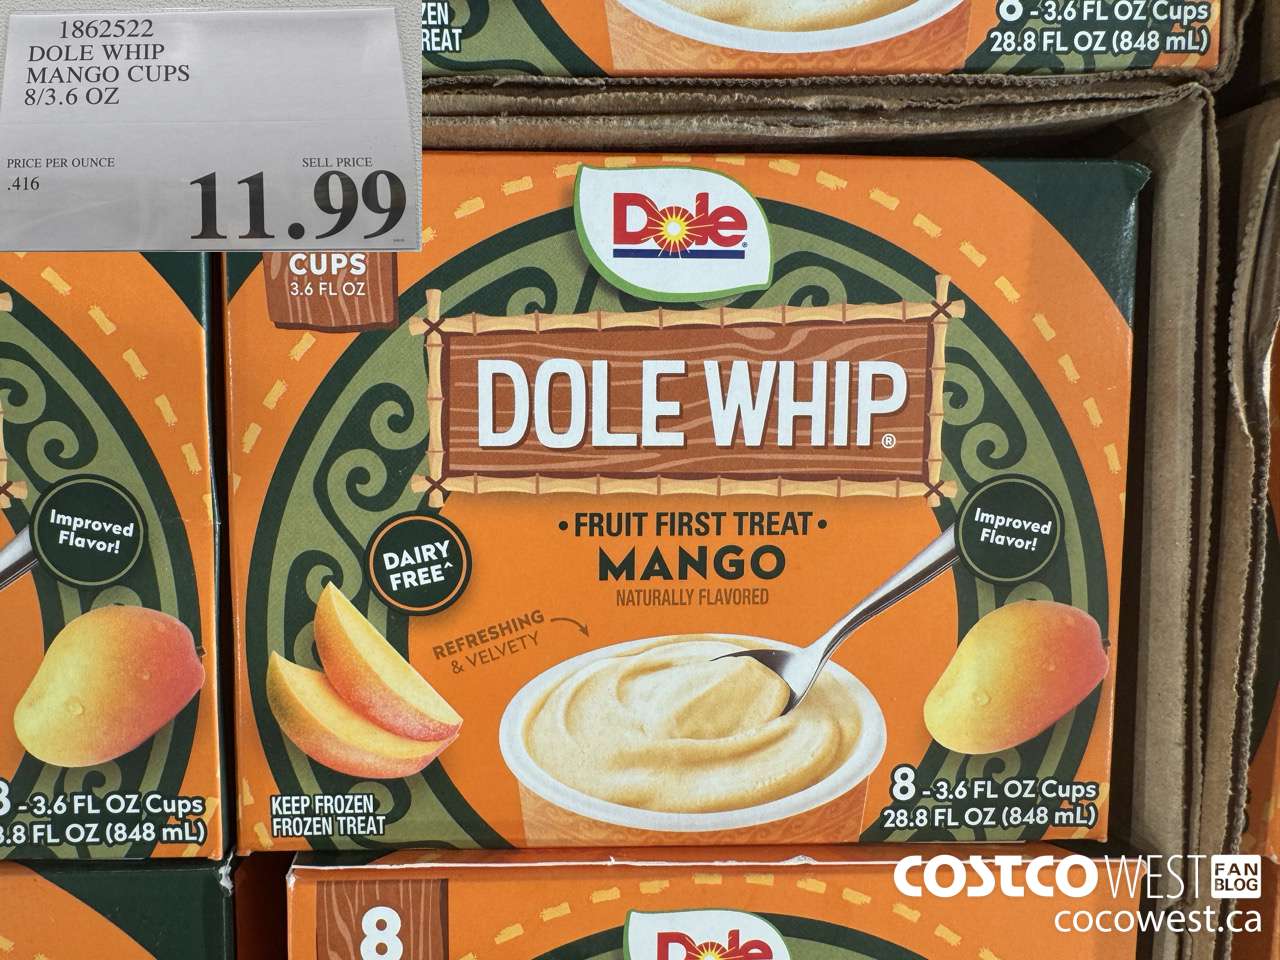 1862522
DOLE WHIP
MANGO CUPS
8/3.6 OZ
PRICE PER OUNCE
.416
SELL PRICE
11.99
8 - 3.6 FL OZ Cups
28.8 FL OZ (848 mL)
CUPS
3.6 FL OZ
Dole
DOLE WHIP®
• FRUIT FIRST TREAT •
MANGO
NATURALLY FLAVORED
DAIRY
FREE^
Improved
Flavor!
REFRESHING
& VELVETY
KEEP FROZEN
FROZEN TREAT
8 - 3.6 FL OZ Cups
28.8 FL OZ (848 mL)
Improved
Flavor!
8 - 3.6 FL OZ Cups
8.8 FL OZ (848 mL)
8
Dole
COSTCO WEST FAN BLOG
cocowest.ca